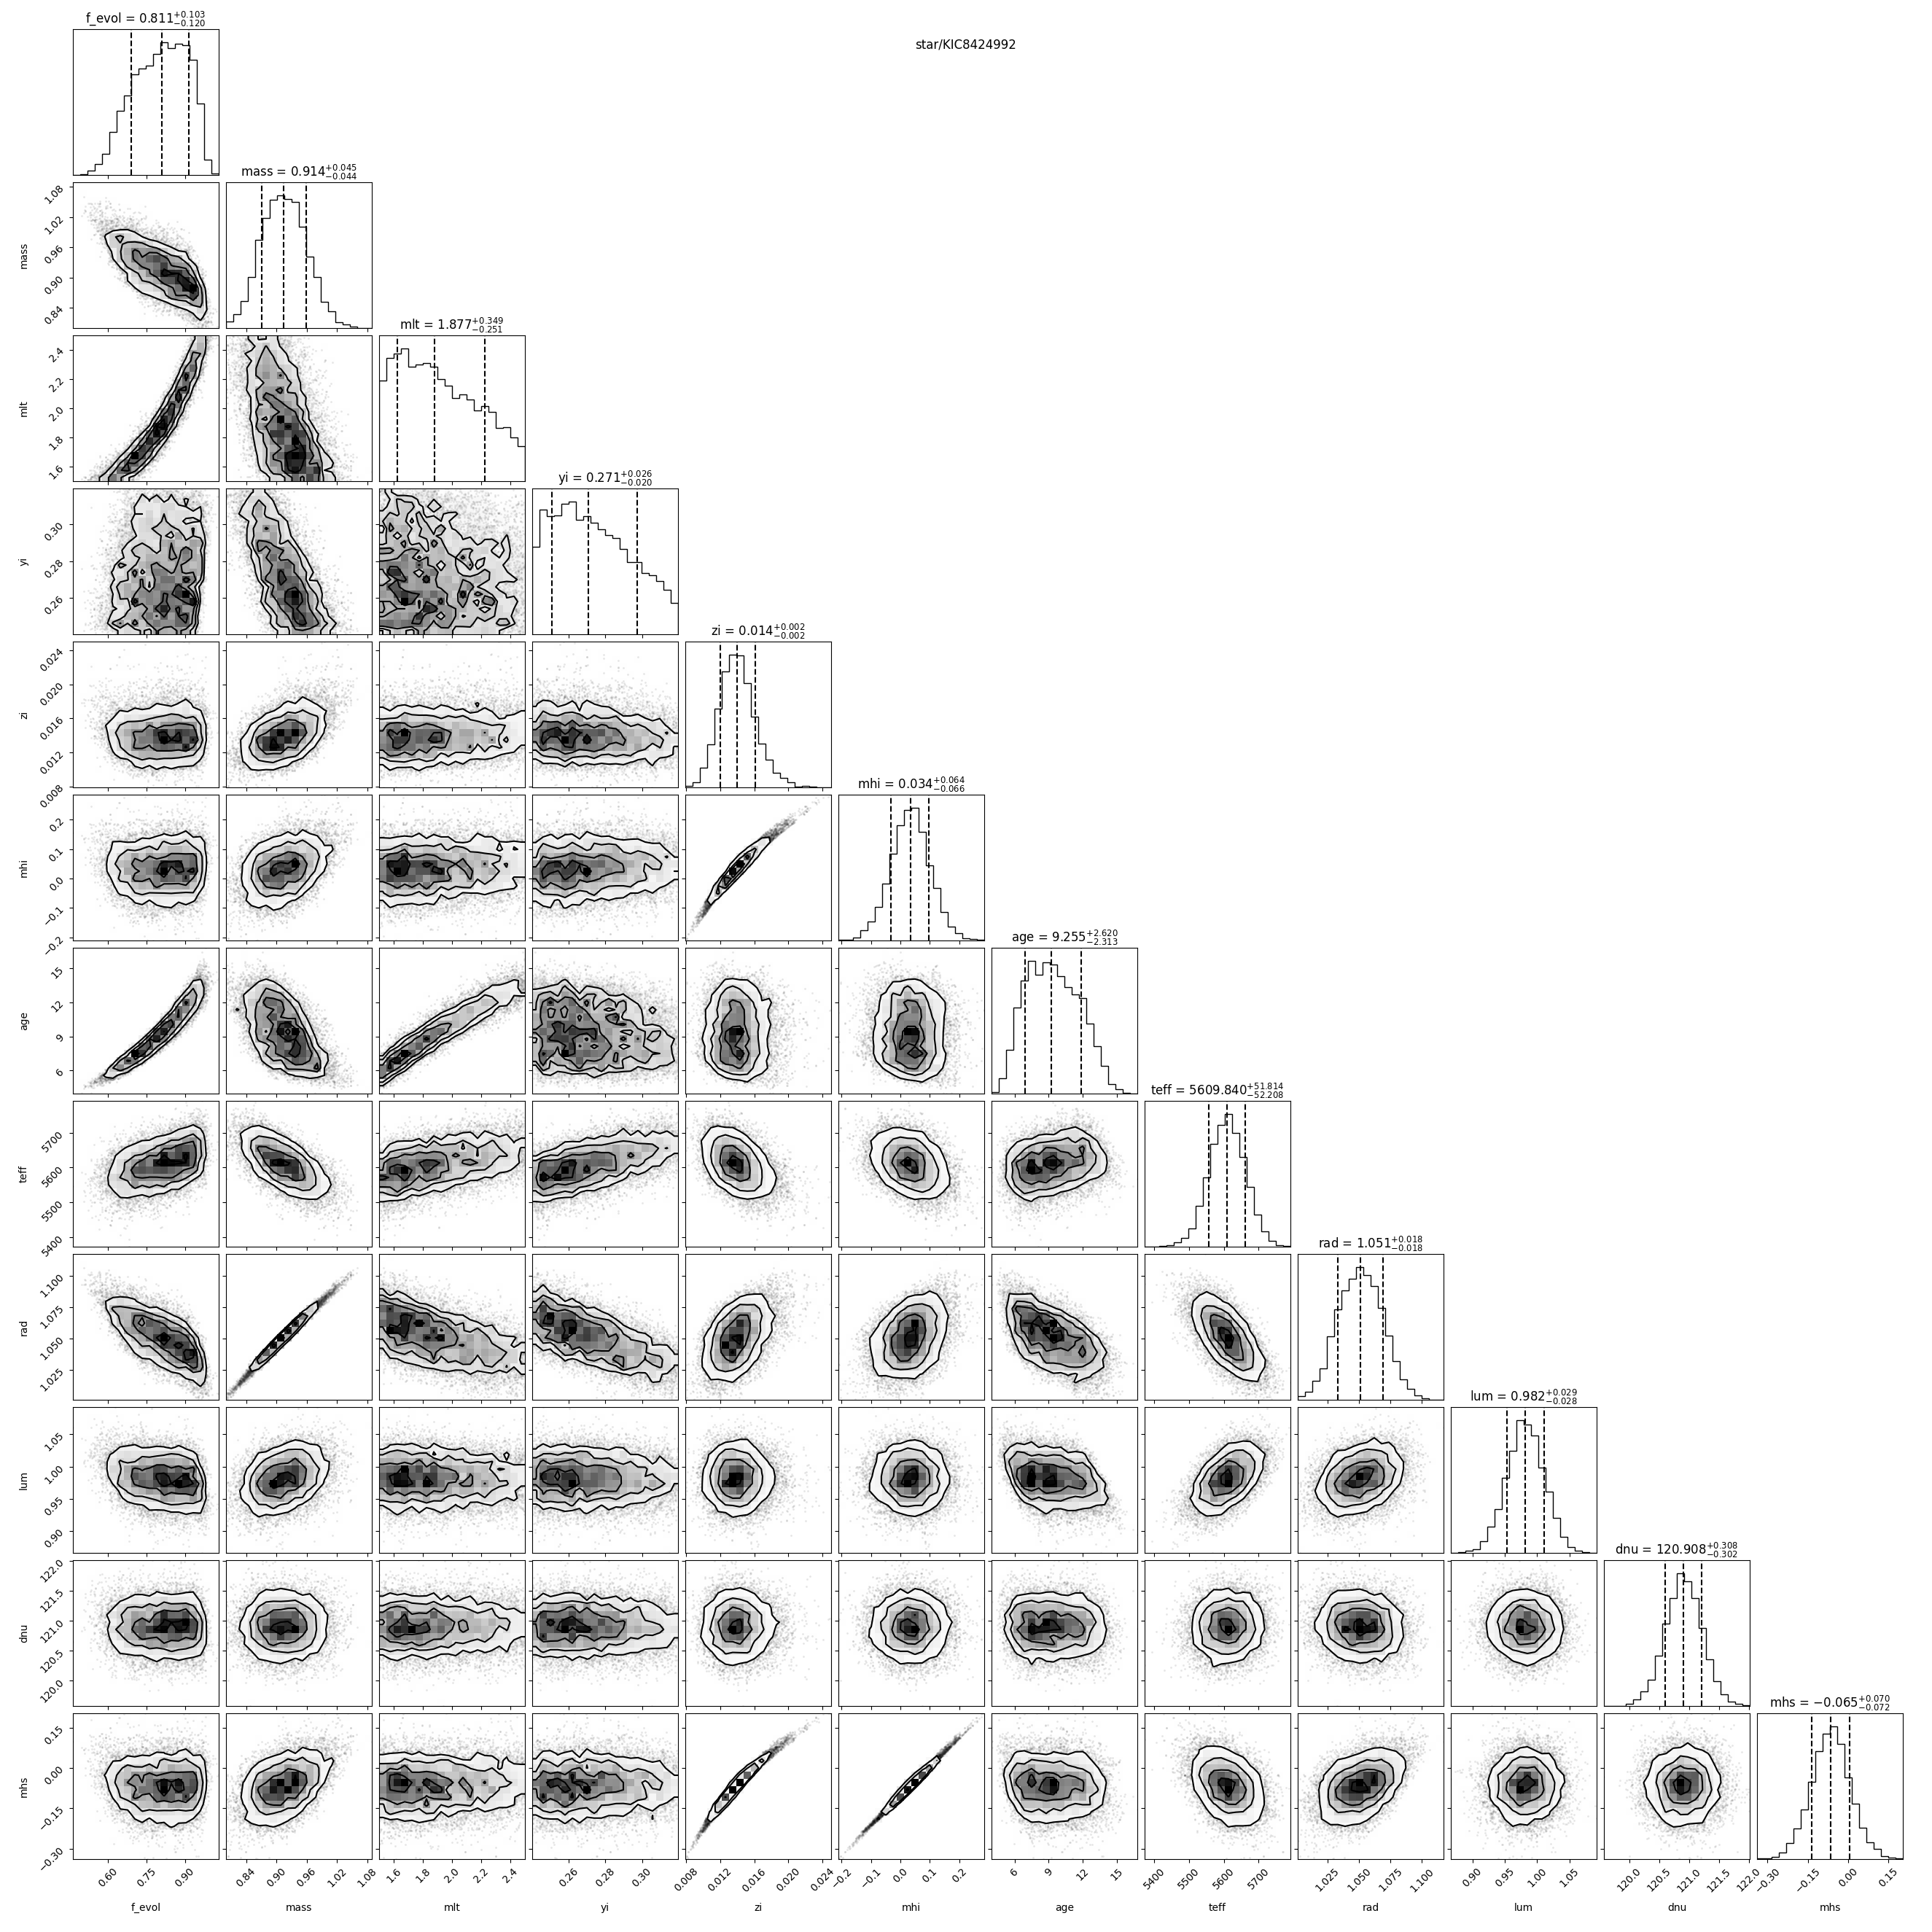 f_evol = 0.811+0.103 −0.120
star/KIC8424992
mass = 0.914+0.045 −0.044
mass
1.08
1.02
0.96
0.90
0.84
mlt = 1.877+0.349 −0.251
mlt
2.4
2.2
2.0
1.8
1.6
yi = 0.271+0.026 −0.020
yi
0.30
0.28
0.26
zi = 0.014+0.002 −0.002
zi
0.024
0.020
0.016
0.012
0.008
mhi = 0.034+0.064 −0.066
mhi
0.2
0.1
0.0
−0.1
−0.2
age = 9.255+2.620 −2.313
age
15
12
9
6
teff = 5609.840+51.814 −52.208
teff
5700
5600
5500
5400
rad = 1.051+0.018 −0.018
rad
1.100
1.075
1.050
1.025
lum = 0.982+0.029 −0.028
lum
1.05
1.00
0.95
0.90
dnu = 120.908+0.308 −0.302
dnu
122.0
121.5
121.0
120.5
120.0
mhs = −0.065+0.070 −0.072
mhs
0.15
0.00
−0.15
−0.30
0.60 0.75 0.90
0.84 0.90 0.96 1.02 1.08
1.6 1.8 2.0 2.2 2.4
0.26 0.28 0.30
0.008 0.012 0.016 0.020 0.024
−0.2 −0.1 0.0 0.1 0.2
6 9 12 15
5400 5500 5600 5700
1.025 1.050 1.075 1.100
0.90 0.95 1.00 1.05
120.0 120.5 121.0 121.5 122.0
−0.30 −0.15 0.00 0.15
f_evol mass mlt yi zi mhi age teff rad lum dnu mhs